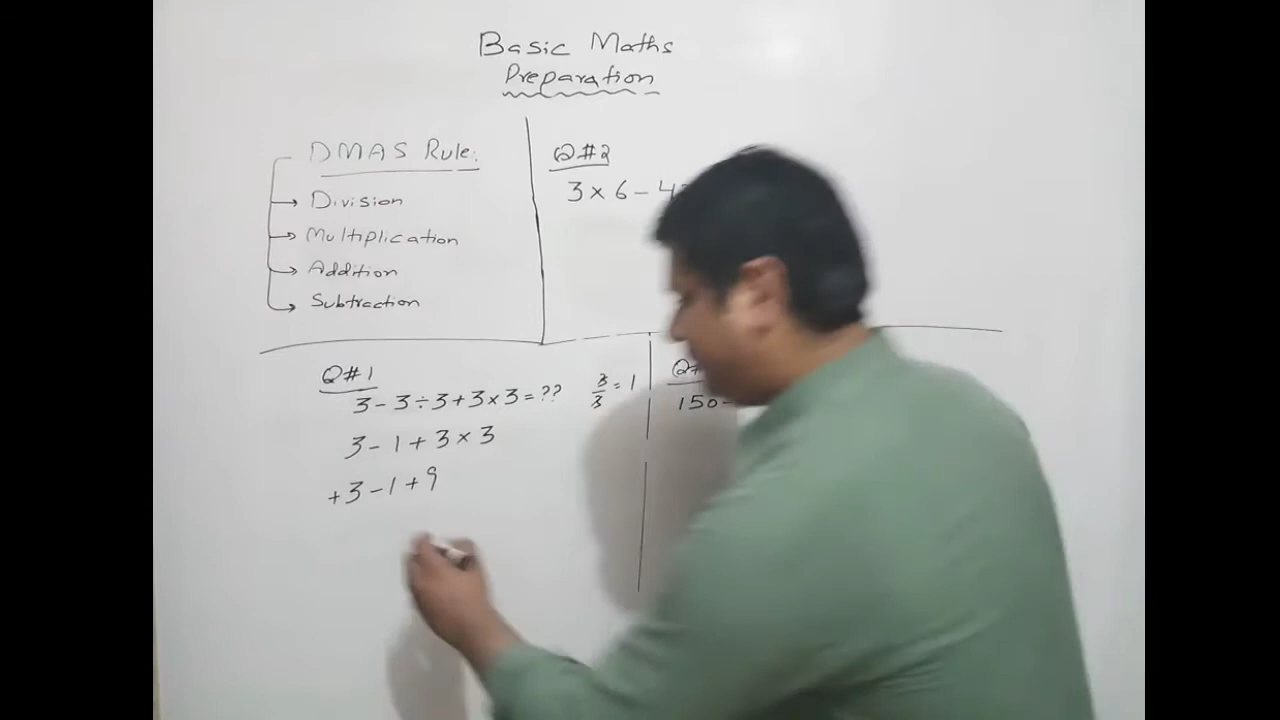 Basic Maths
Preparation
DMAS Rule:
Division
Multiplication
Addition
Subtraction
Q#2
3 × 6 - 4
Q#1
3 - 3 ÷ 3 + 3 × 3 = ??
3/3 = 1
3 - 1 + 3 × 3
+3 - 1 + 9
Q#
150 -